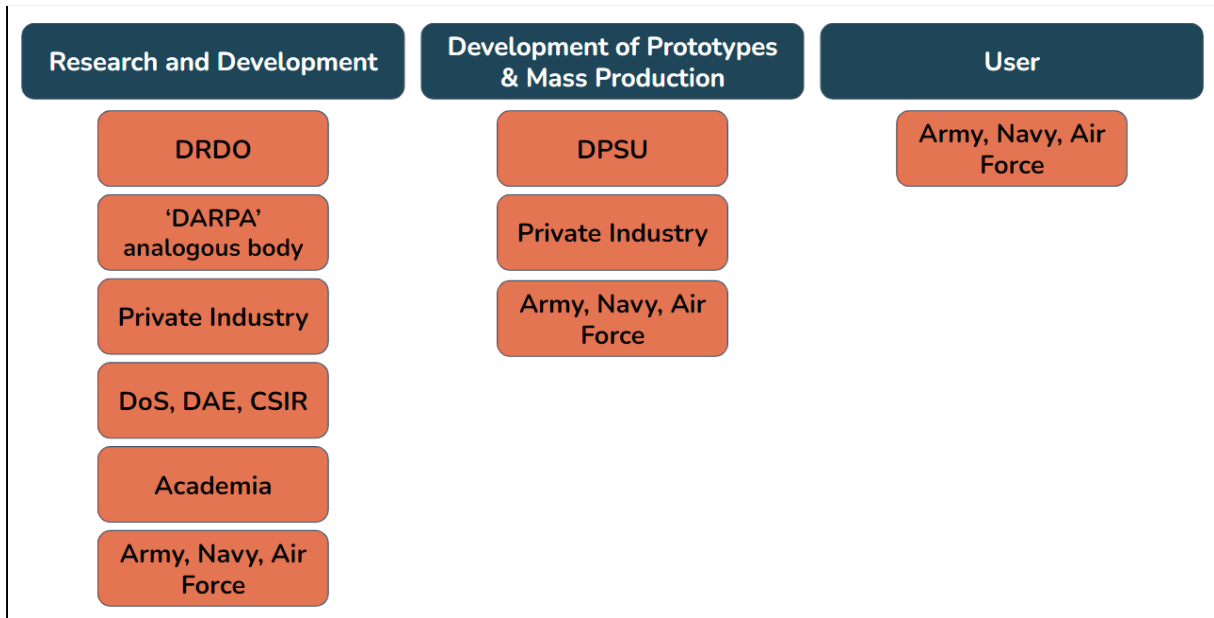 Research and Development
DRDO
‘DARPA’
analogous body
Private Industry
DoS, DAE, CSIR
Academia
Army, Navy, Air
Force
Development of Prototypes
& Mass Production
DPSU
Private Industry
Army, Navy, Air
Force
User
Army, Navy, Air
Force